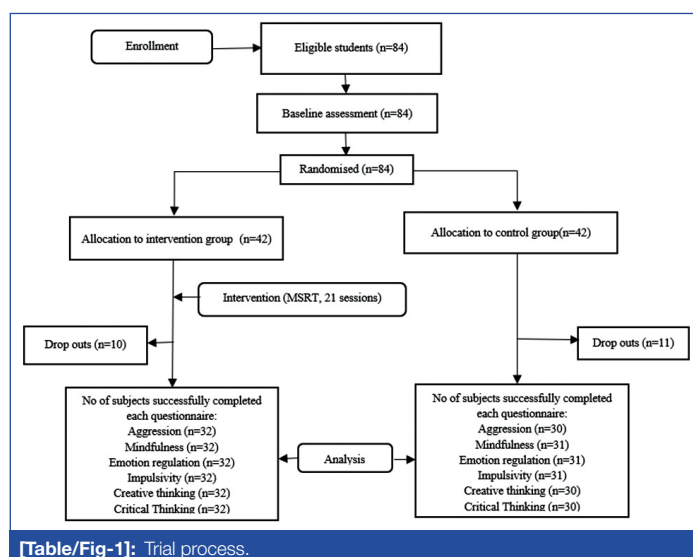 Enrollment
Eligible students (n=84)
Baseline assessment (n=84)
Randomised (n=84)
Allocation to intervention group (n=42)
Allocation to control group(n=42)
Intervention (MSRT, 21 sessions)
Drop outs (n=10)
Drop outs (n=11)
No of subjects successfully completed
each questionnaire:
Aggression (n=32)
Mindfulness (n=32)
Emotion regulation (n=32)
Impulsivity (n=32)
Creative thinking (n=32)
Critical Thinking (n=32)
Analysis
No of subjects successfully completed
each questionnaire:
Aggression (n=30)
Mindfulness (n=31)
Emotion regulation (n=31)
Impulsivity (n=31)
Creative thinking (n=30)
Critical Thinking (n=30)
[Table/Fig-1]: Trial process.